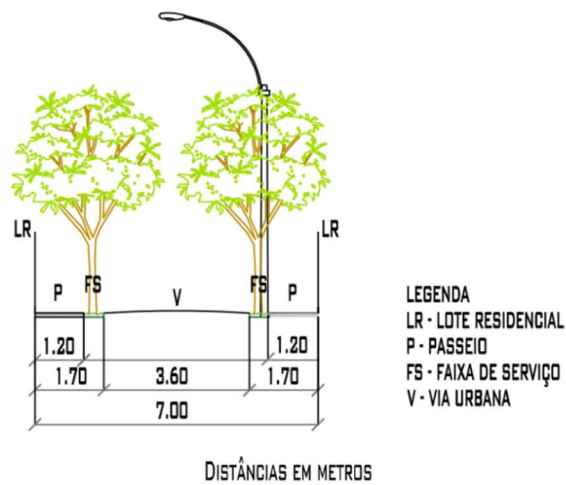 LR LR
P FS V FS P
1.20 1.20
1.70 3.60 1.70
7.00
LEGENDA
LR - LOTE RESIDENCIAL
P - PASSEIO
FS - FAIXA DE SERVIÇO
V - VIA URBANA
DISTÂNCIAS EM METROS